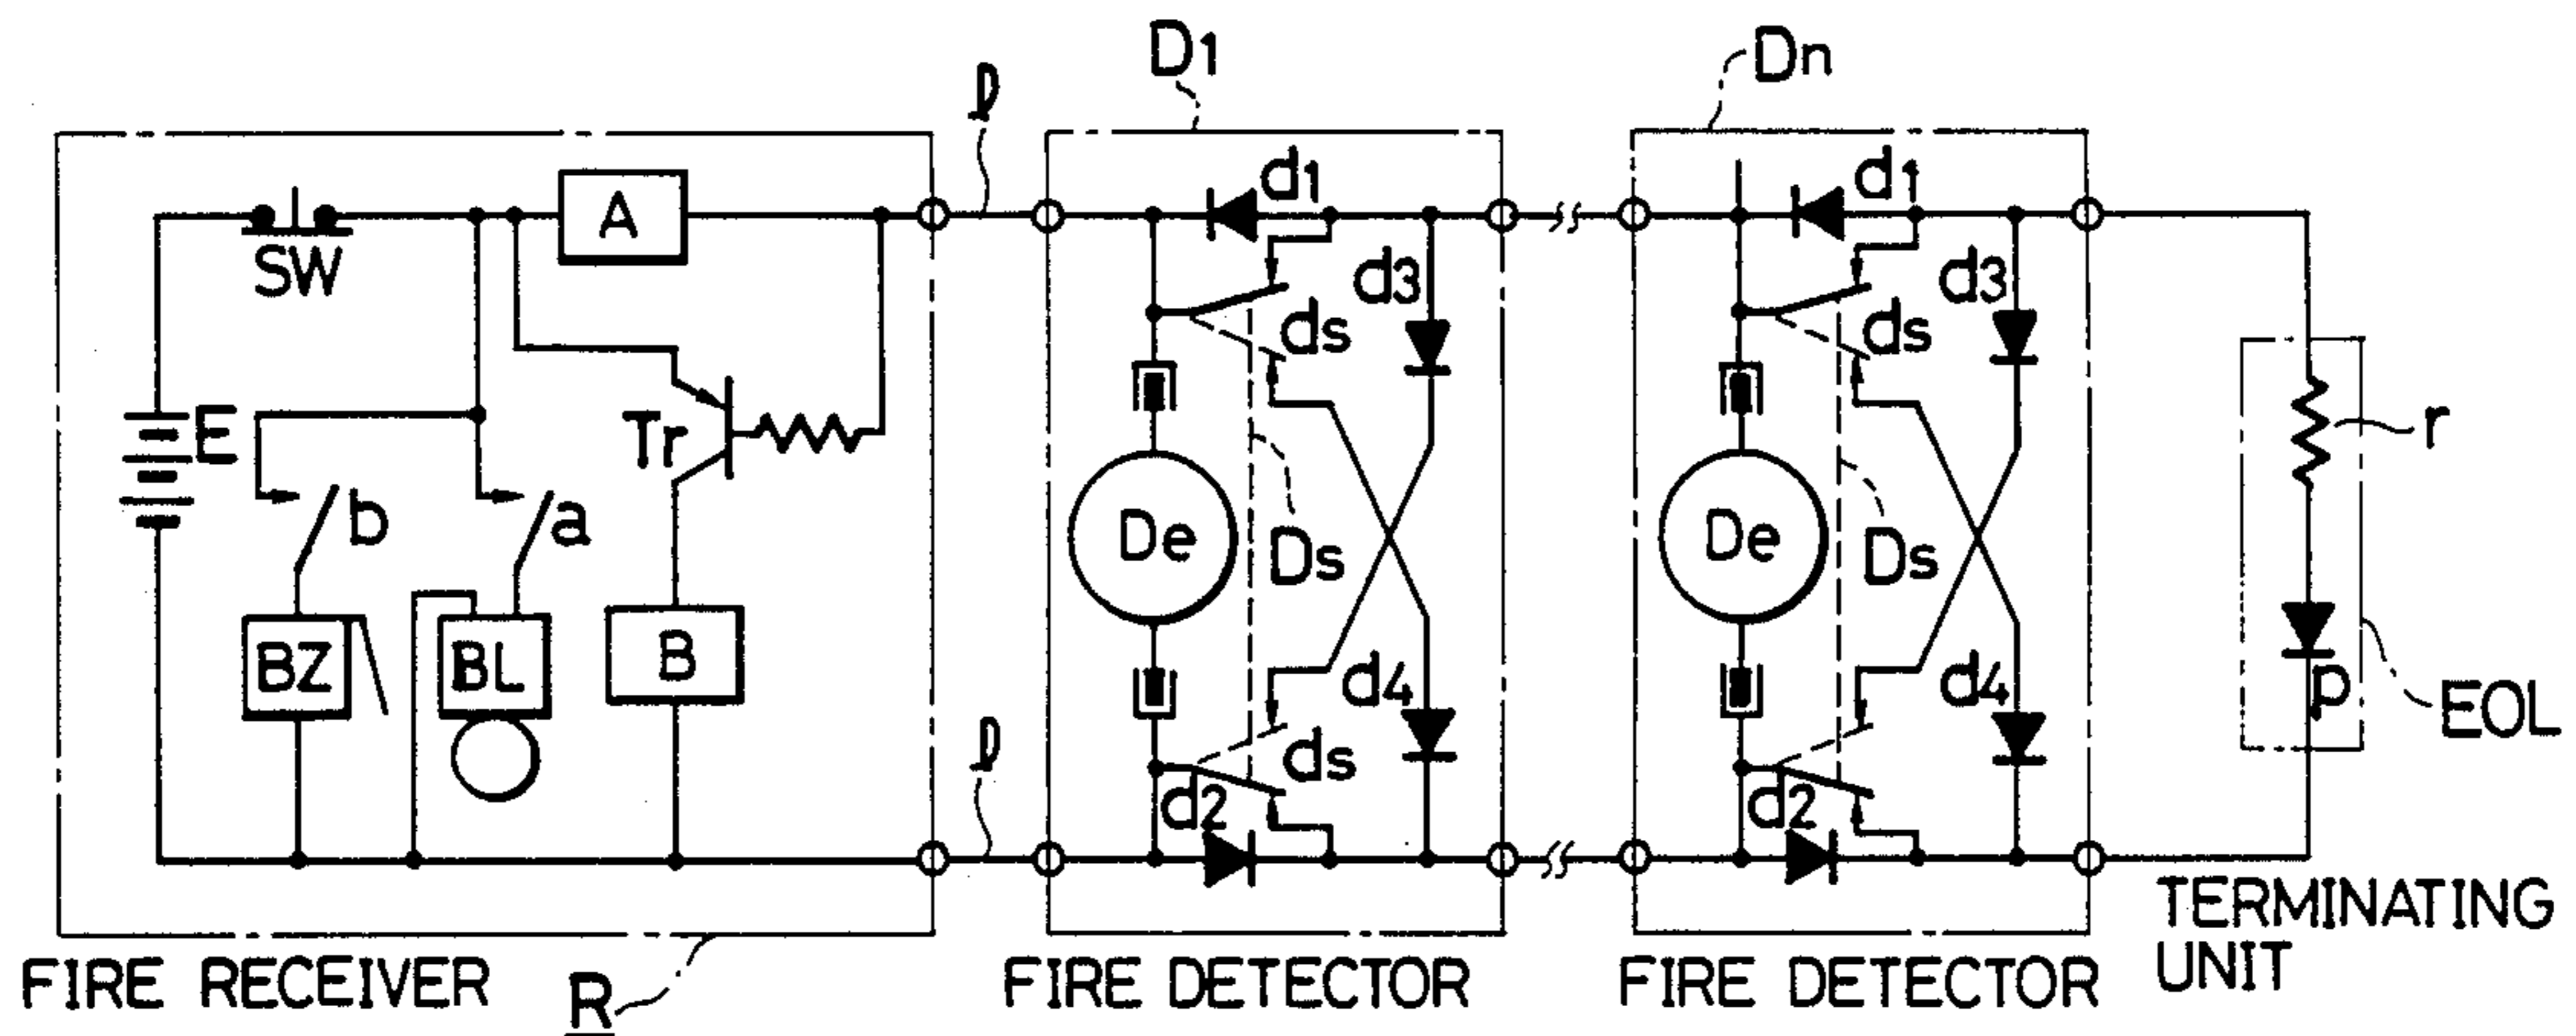 D1
Dn
l
d1
d1
A
SW
d3
d3
ds
ds
E
Tr
r
b
a
De
Ds
De
Ds
BZ
BL
B
d4
d4
p
EOL
l
ds
d2
d2
TERMINATING
UNIT
FIRE RECEIVER
R
FIRE DETECTOR
FIRE DETECTOR